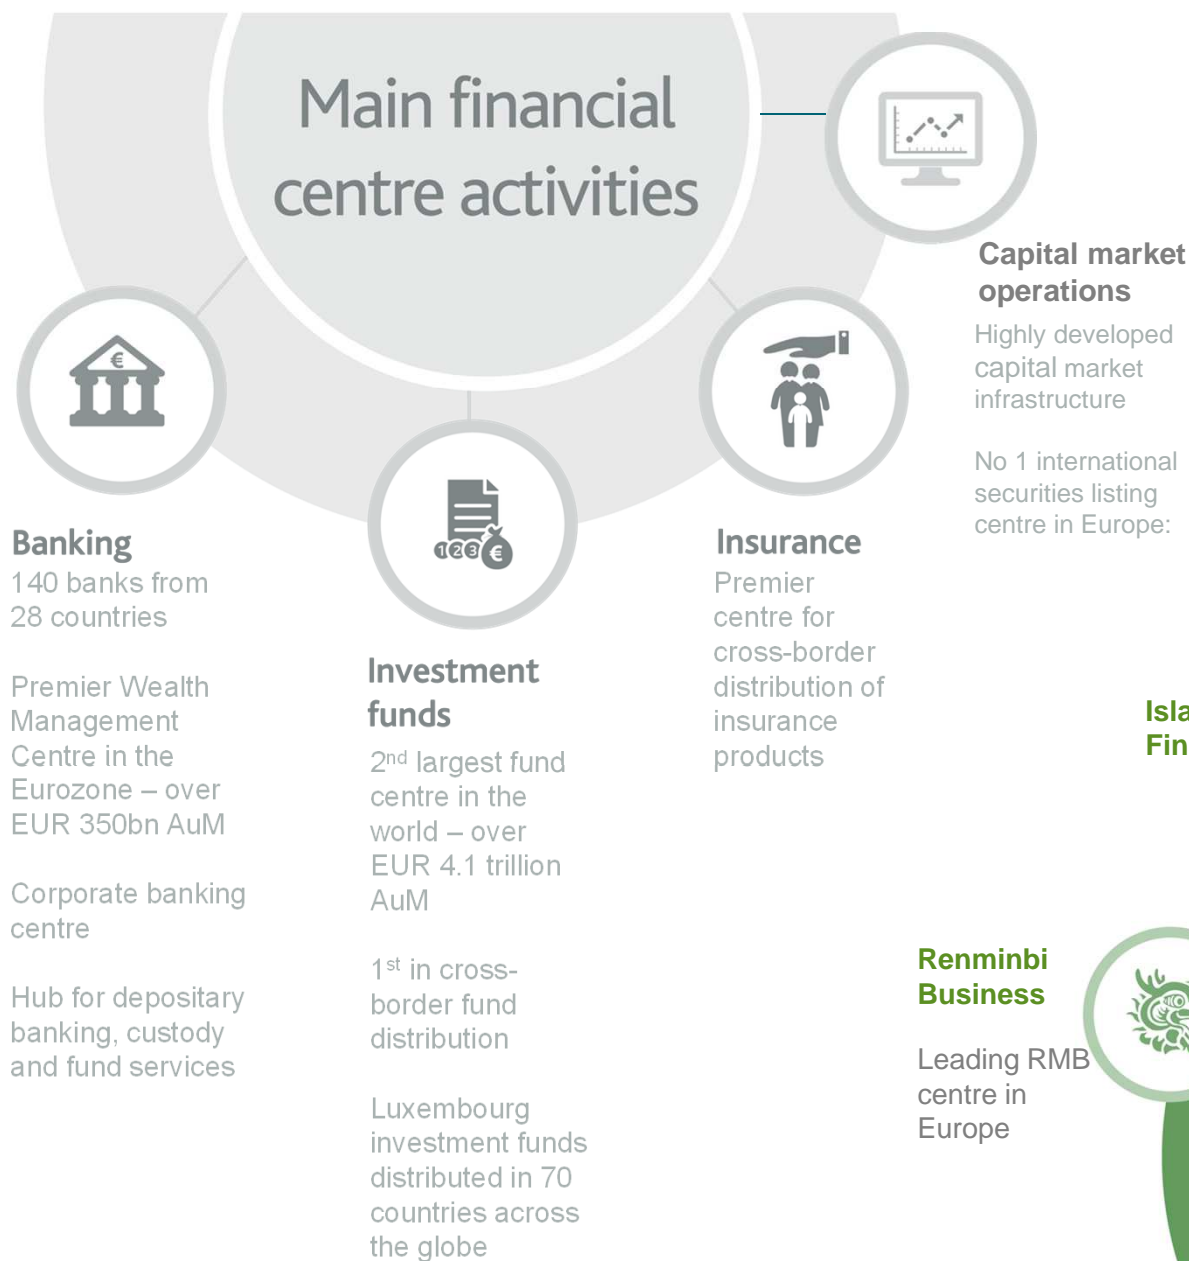 Main financial
centre activities
Capital market
operations
Highly developed
capital market
infrastructure
No 1 international
securities listing
centre in Europe:
Banking
140 banks from
28 countries
Premier Wealth
Management
Centre in the
Eurozone – over
EUR 350bn AuM
Corporate banking
centre
Hub for depositary
banking, custody
and fund services
€
123€
Investment
funds
2nd largest fund
centre in the
world – over
EUR 4.1 trillion
AuM
1st in cross-
border fund
distribution
Luxembourg
investment funds
distributed in 70
countries across
the globe
Insurance
Premier
centre for
cross-border
distribution of
insurance
products
Renminbi
Business
Leading RMB
centre in
Europe